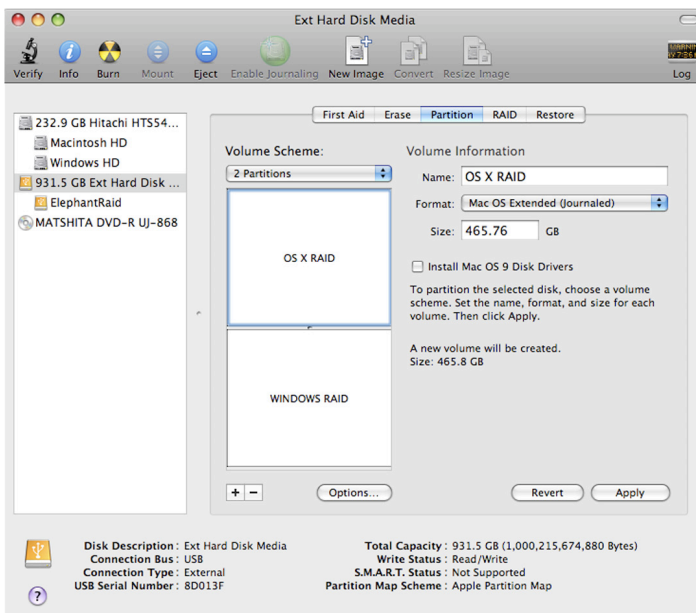 Ext Hard Disk Media
Verify Info Burn Mount Eject Enable Journaling New Image Convert Resize Image Log
232.9 GB Hitachi HTS54...
Macintosh HD
Windows HD
931.5 GB Ext Hard Disk ...
ElephantRaid
MATSHITA DVD-R UJ-868
First Aid Erase Partition RAID Restore
Volume Scheme:
2 Partitions
OS X RAID
WINDOWS RAID
+ −
Options...
Volume Information
Name: OS X RAID
Format: Mac OS Extended (Journaled)
Size: 465.76 GB
Install Mac OS 9 Disk Drivers
To partition the selected disk, choose a volume
scheme. Set the name, format, and size for each
volume. Then click Apply.
A new volume will be created.
Size: 465.8 GB
Revert Apply
Disk Description : Ext Hard Disk Media
Connection Bus : USB
Connection Type : External
USB Serial Number : 8D013F
Total Capacity : 931.5 GB (1,000,215,674,880 Bytes)
Write Status : Read/Write
S.M.A.R.T. Status : Not Supported
Partition Map Scheme : Apple Partition Map
?